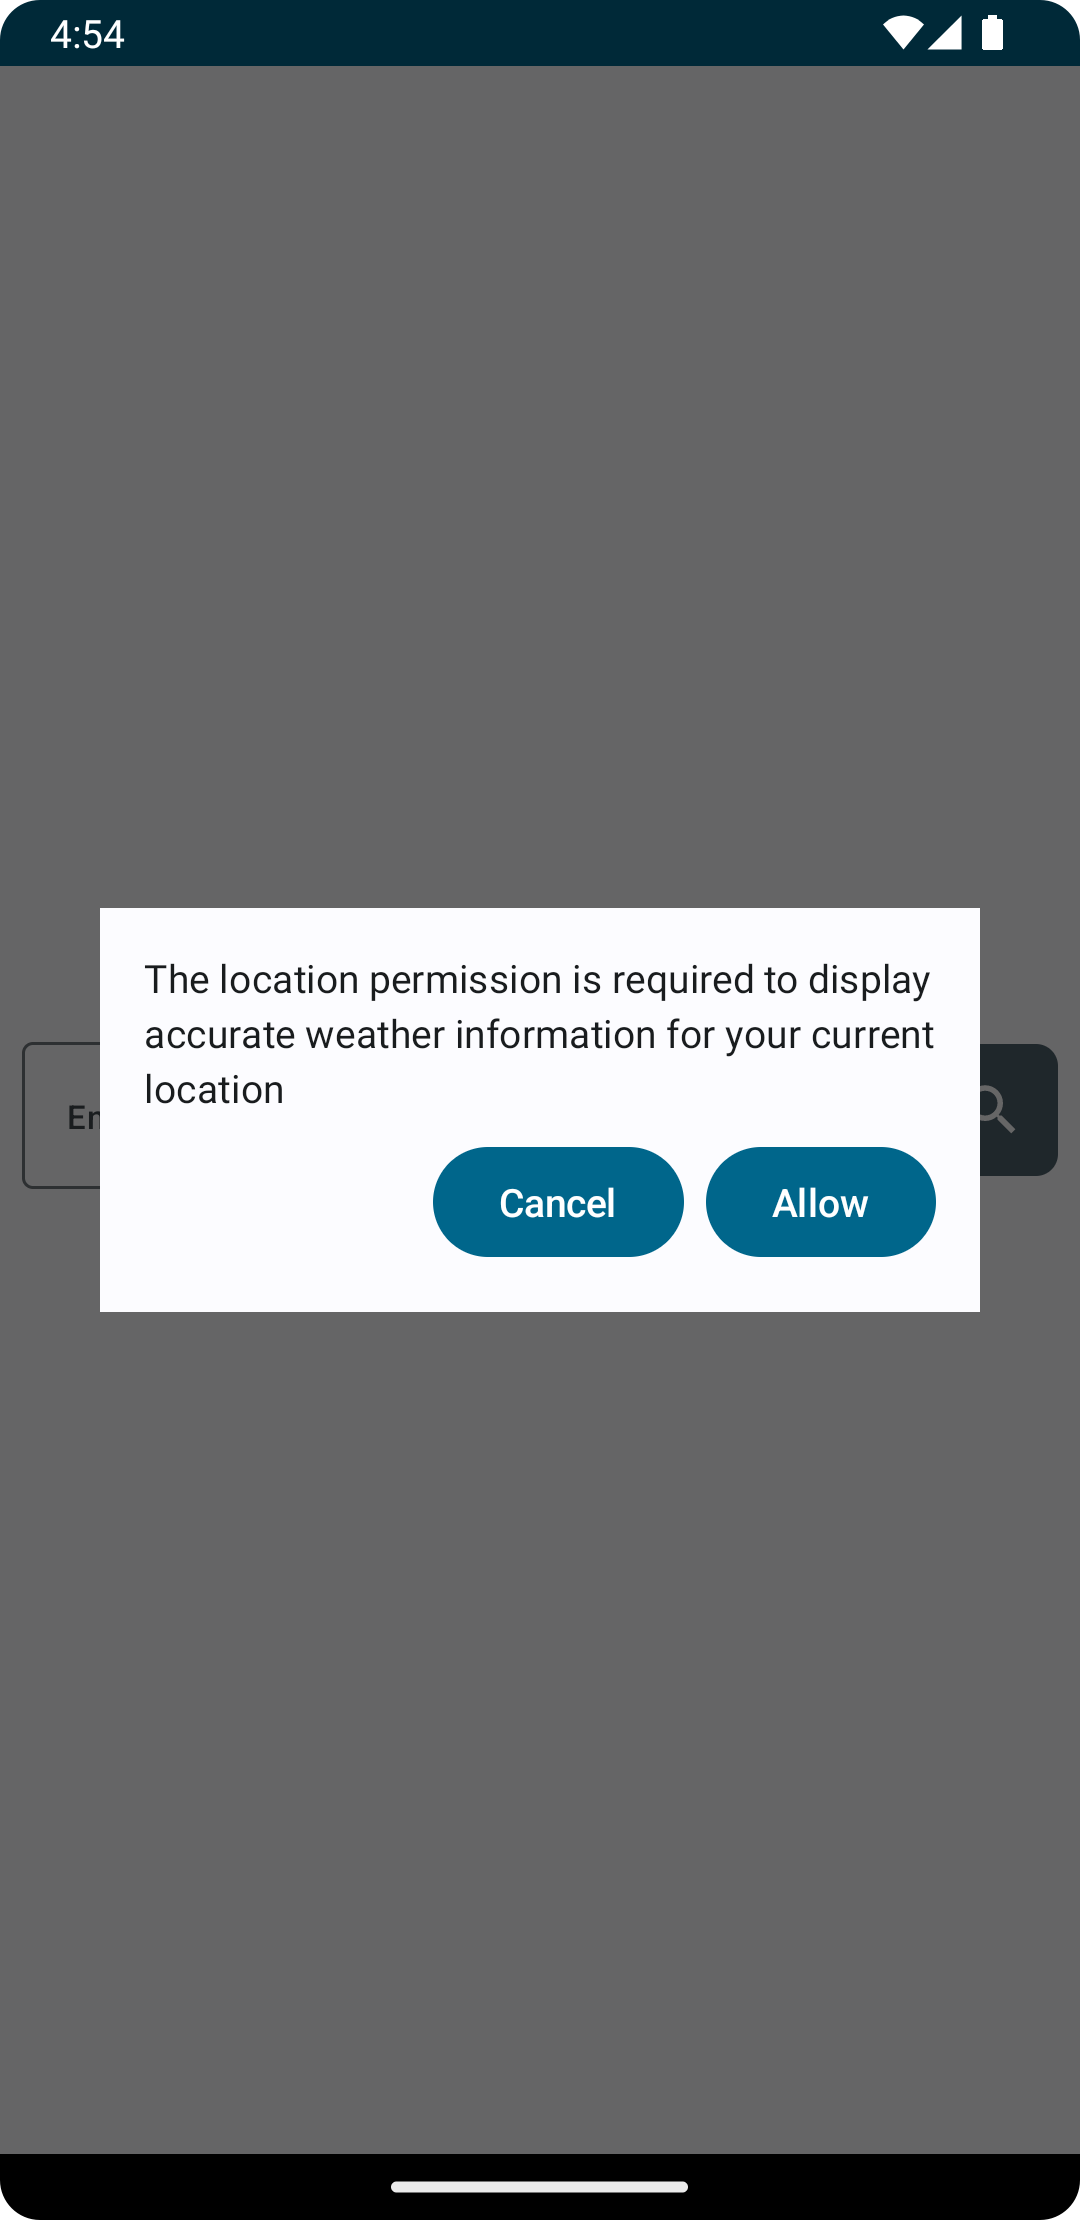 4:54
The location permission is required to display
accurate weather information for your current
location
En
Cancel
Allow